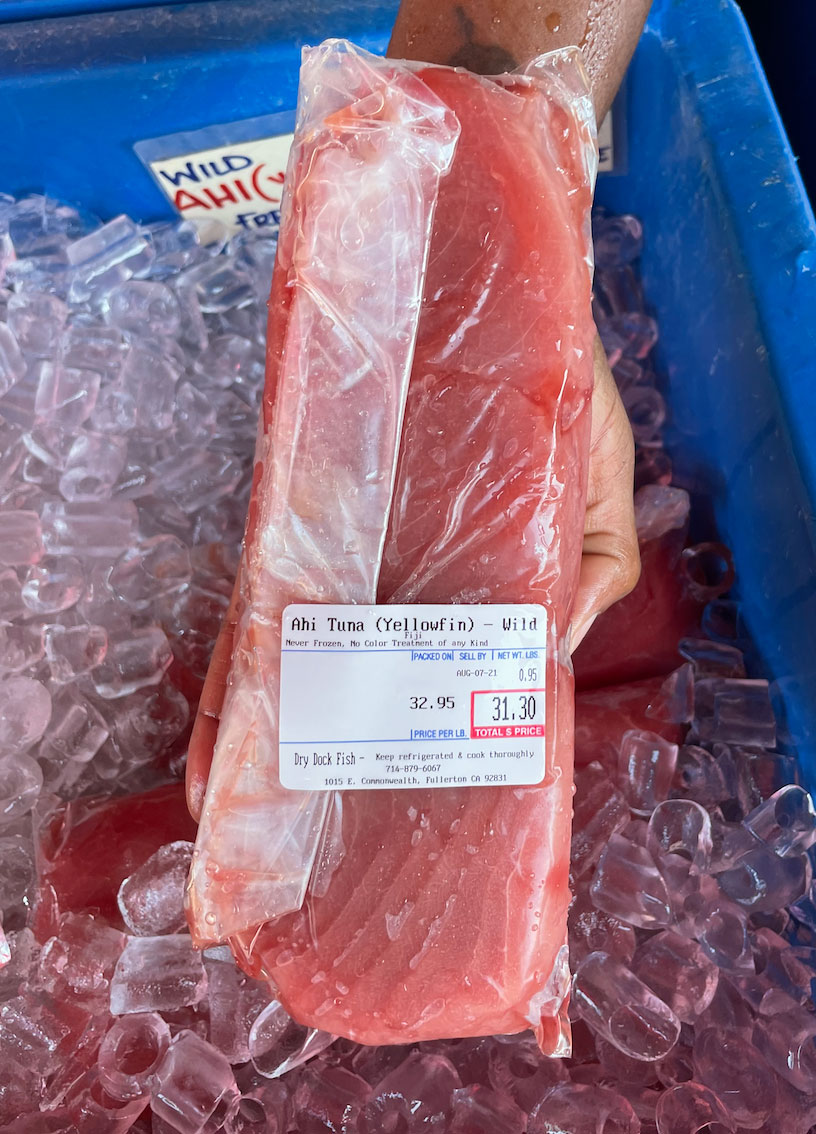 WILD
AHI
Ahi Tuna (Yellowfin) - Wild
Fiji
Never Frozen, No Color Treatment of any Kind
PACKED ON SELL BY NET WT. LBS.
AUG-07-21 0.95
32.95 31.30
PRICE PER LB. TOTAL $ PRICE
Dry Dock Fish - Keep refrigerated & cook thoroughly
714-879-6067
1015 E. Commonwealth, Fullerton CA 92831